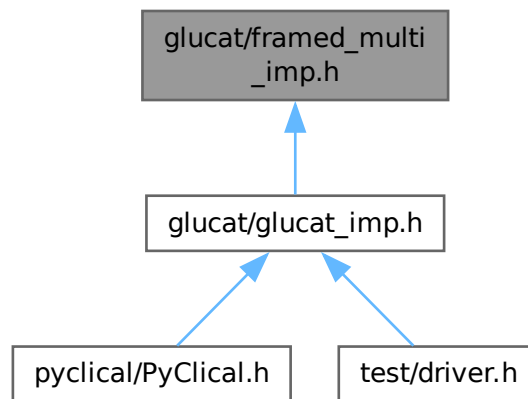 glucat/framed_multi
_imp.h
glucat/glucat_imp.h
pyclical/PyClical.h
test/driver.h